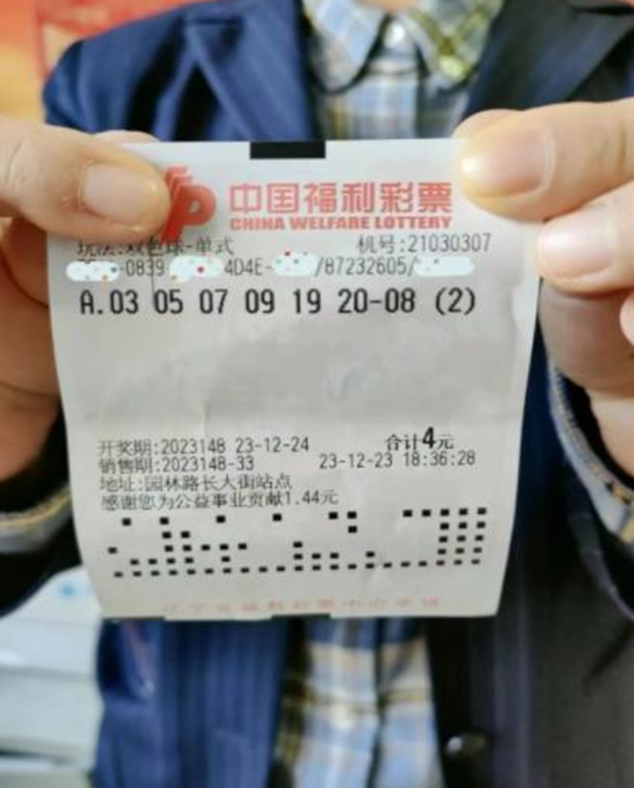 中国福利彩票
CHINA WELFARE LOTTERY
玩法:双色球-单式 机号:21030307
-0839 4D4E- /87232605/
A.03 05 07 09 19 20-08 (2)
开奖期:2023148 23-12-24 合计4元
销售期:2023148-33 23-12-23 18:36:28
地址:园林路长大街站点
感谢您为公益事业贡献1.44元